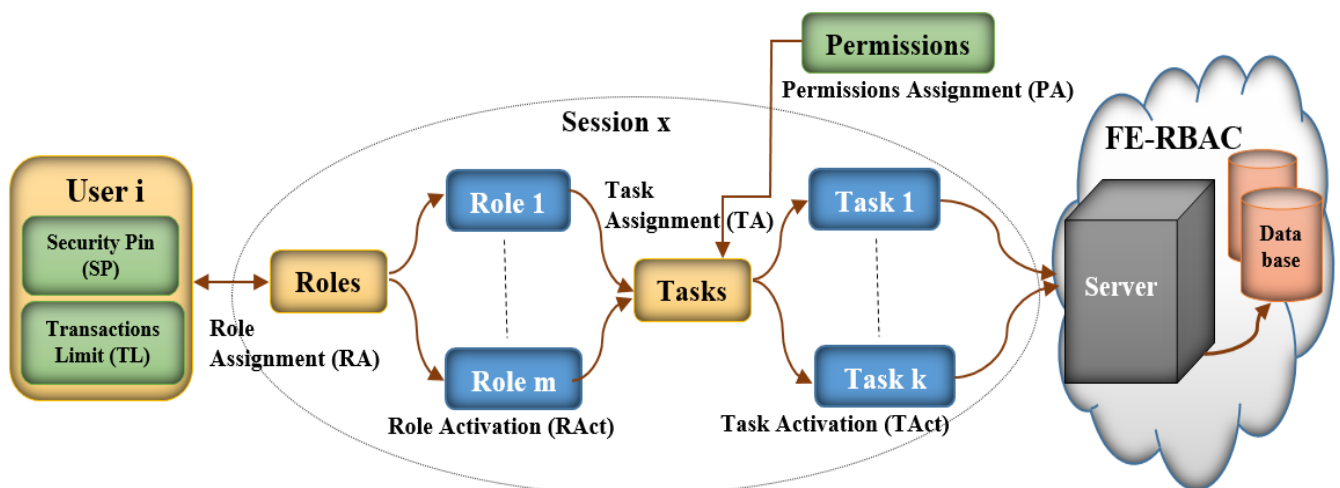 Permissions
Permissions Assignment (PA)
Session x
FE-RBAC
User i
Security Pin
(SP)
Transactions
Limit (TL)
Role
Assignment (RA)
Roles
Role 1
Role m
Role Activation (RAct)
Task
Assignment (TA)
Tasks
Task 1
Task k
Task Activation (TAct)
Server
Data
base